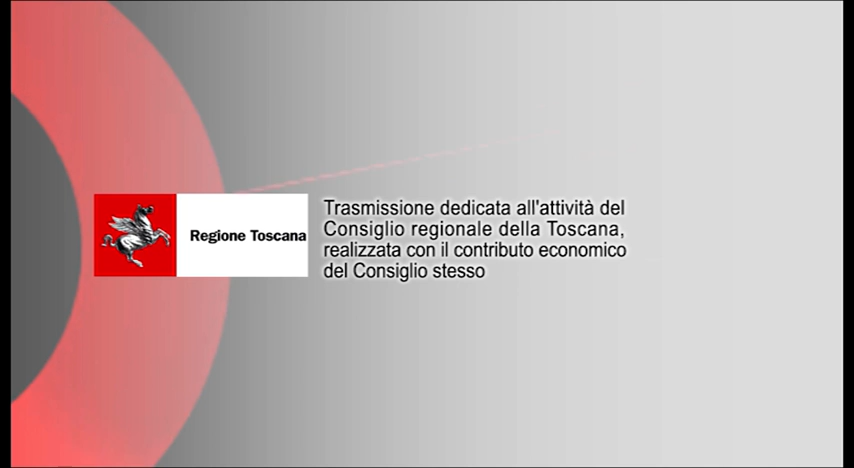 Regione Toscana
Trasmissione dedicata all'attività del
Consiglio regionale della Toscana,
realizzata con il contributo economico
del Consiglio stesso